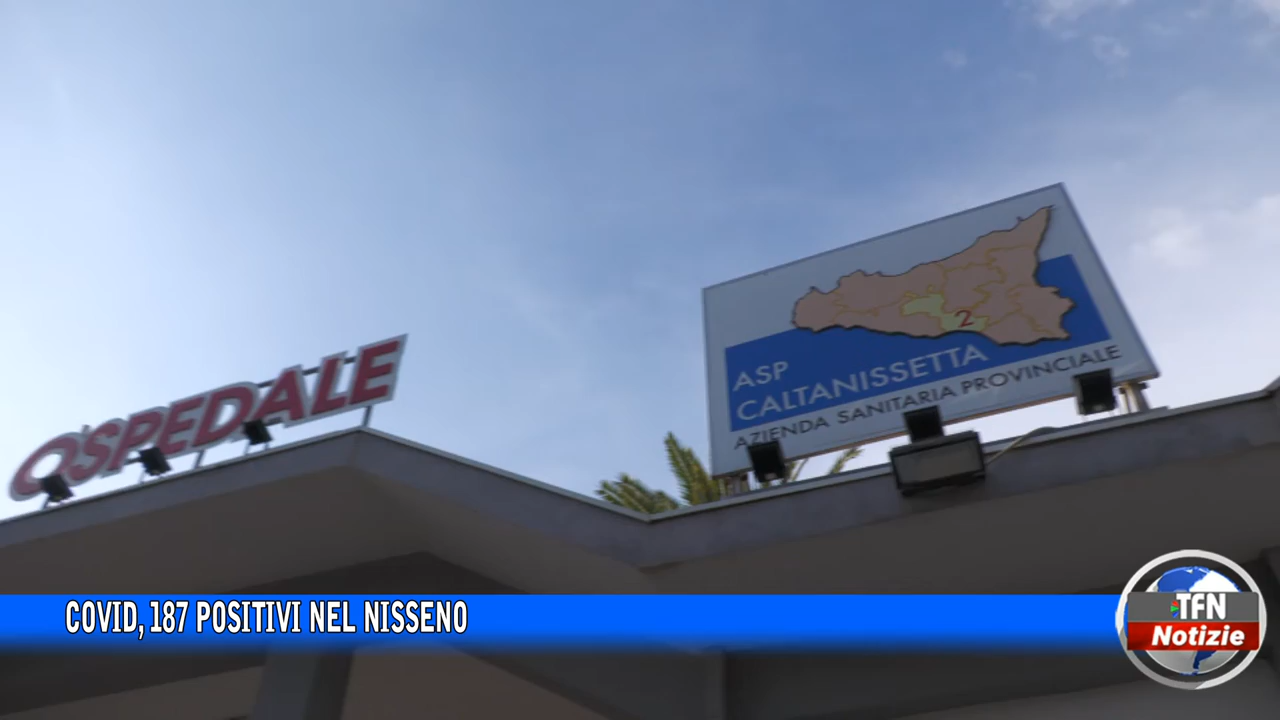 OSPEDALE
2
ASP
CALTANISSETTA
AZIENDA SANITARIA PROVINCIALE
COVID, 187 POSITIVI NEL NISSENO
TFN
Notizie